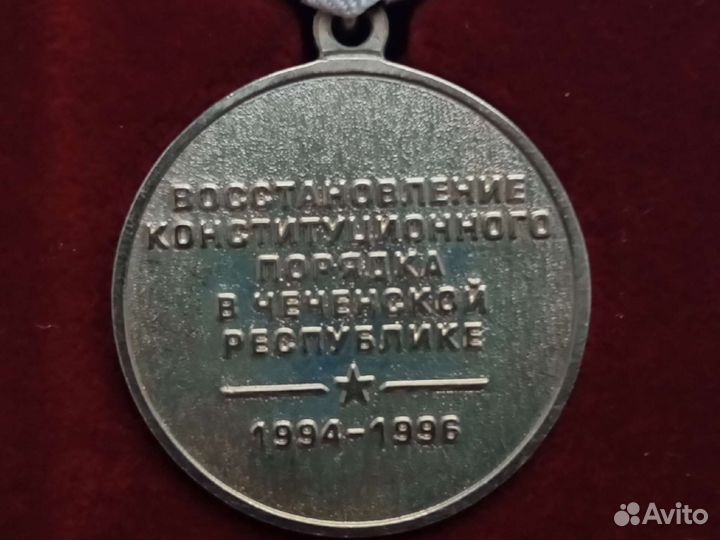 ВОССТАНОВЛЕНИЕ
КОНСТИТУЦИОННОГО
ПОРЯДКА
В ЧЕЧЕНСКОЙ
РЕСПУБЛИКЕ
1994-1996
Avito